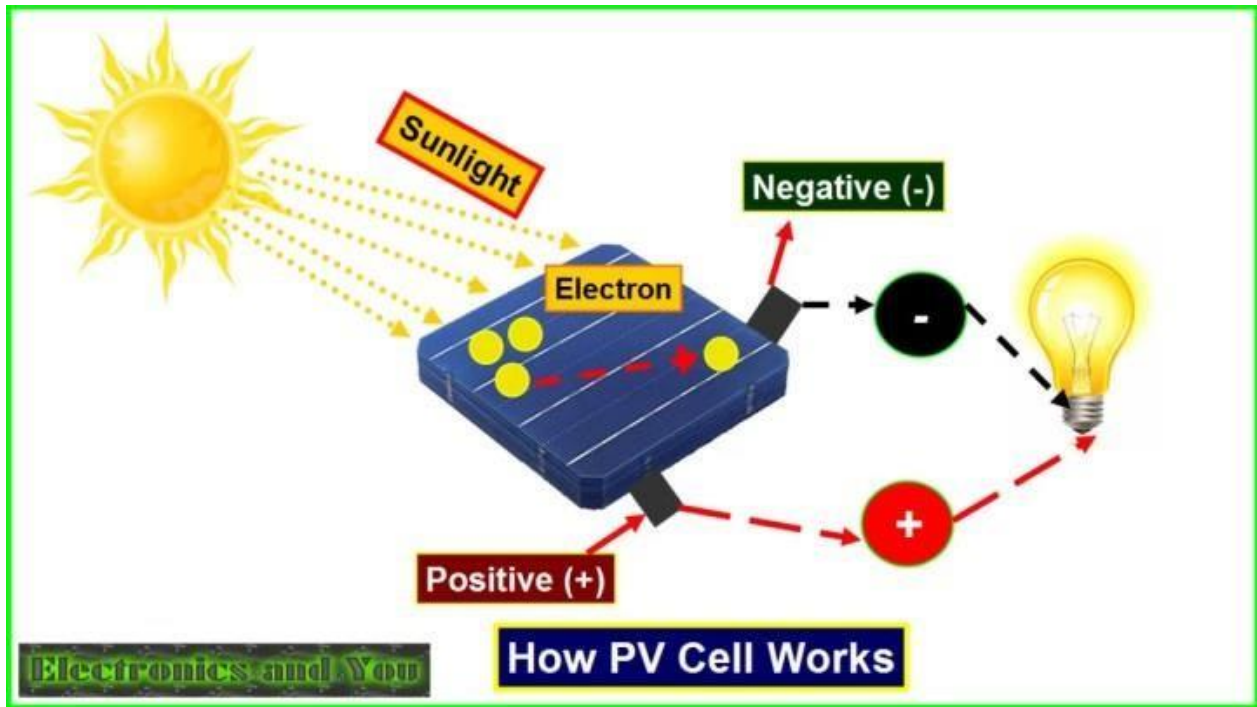 Sunlight
Negative (-)
Electron
-
+
Positive (+)
How PV Cell Works
Electronics and You